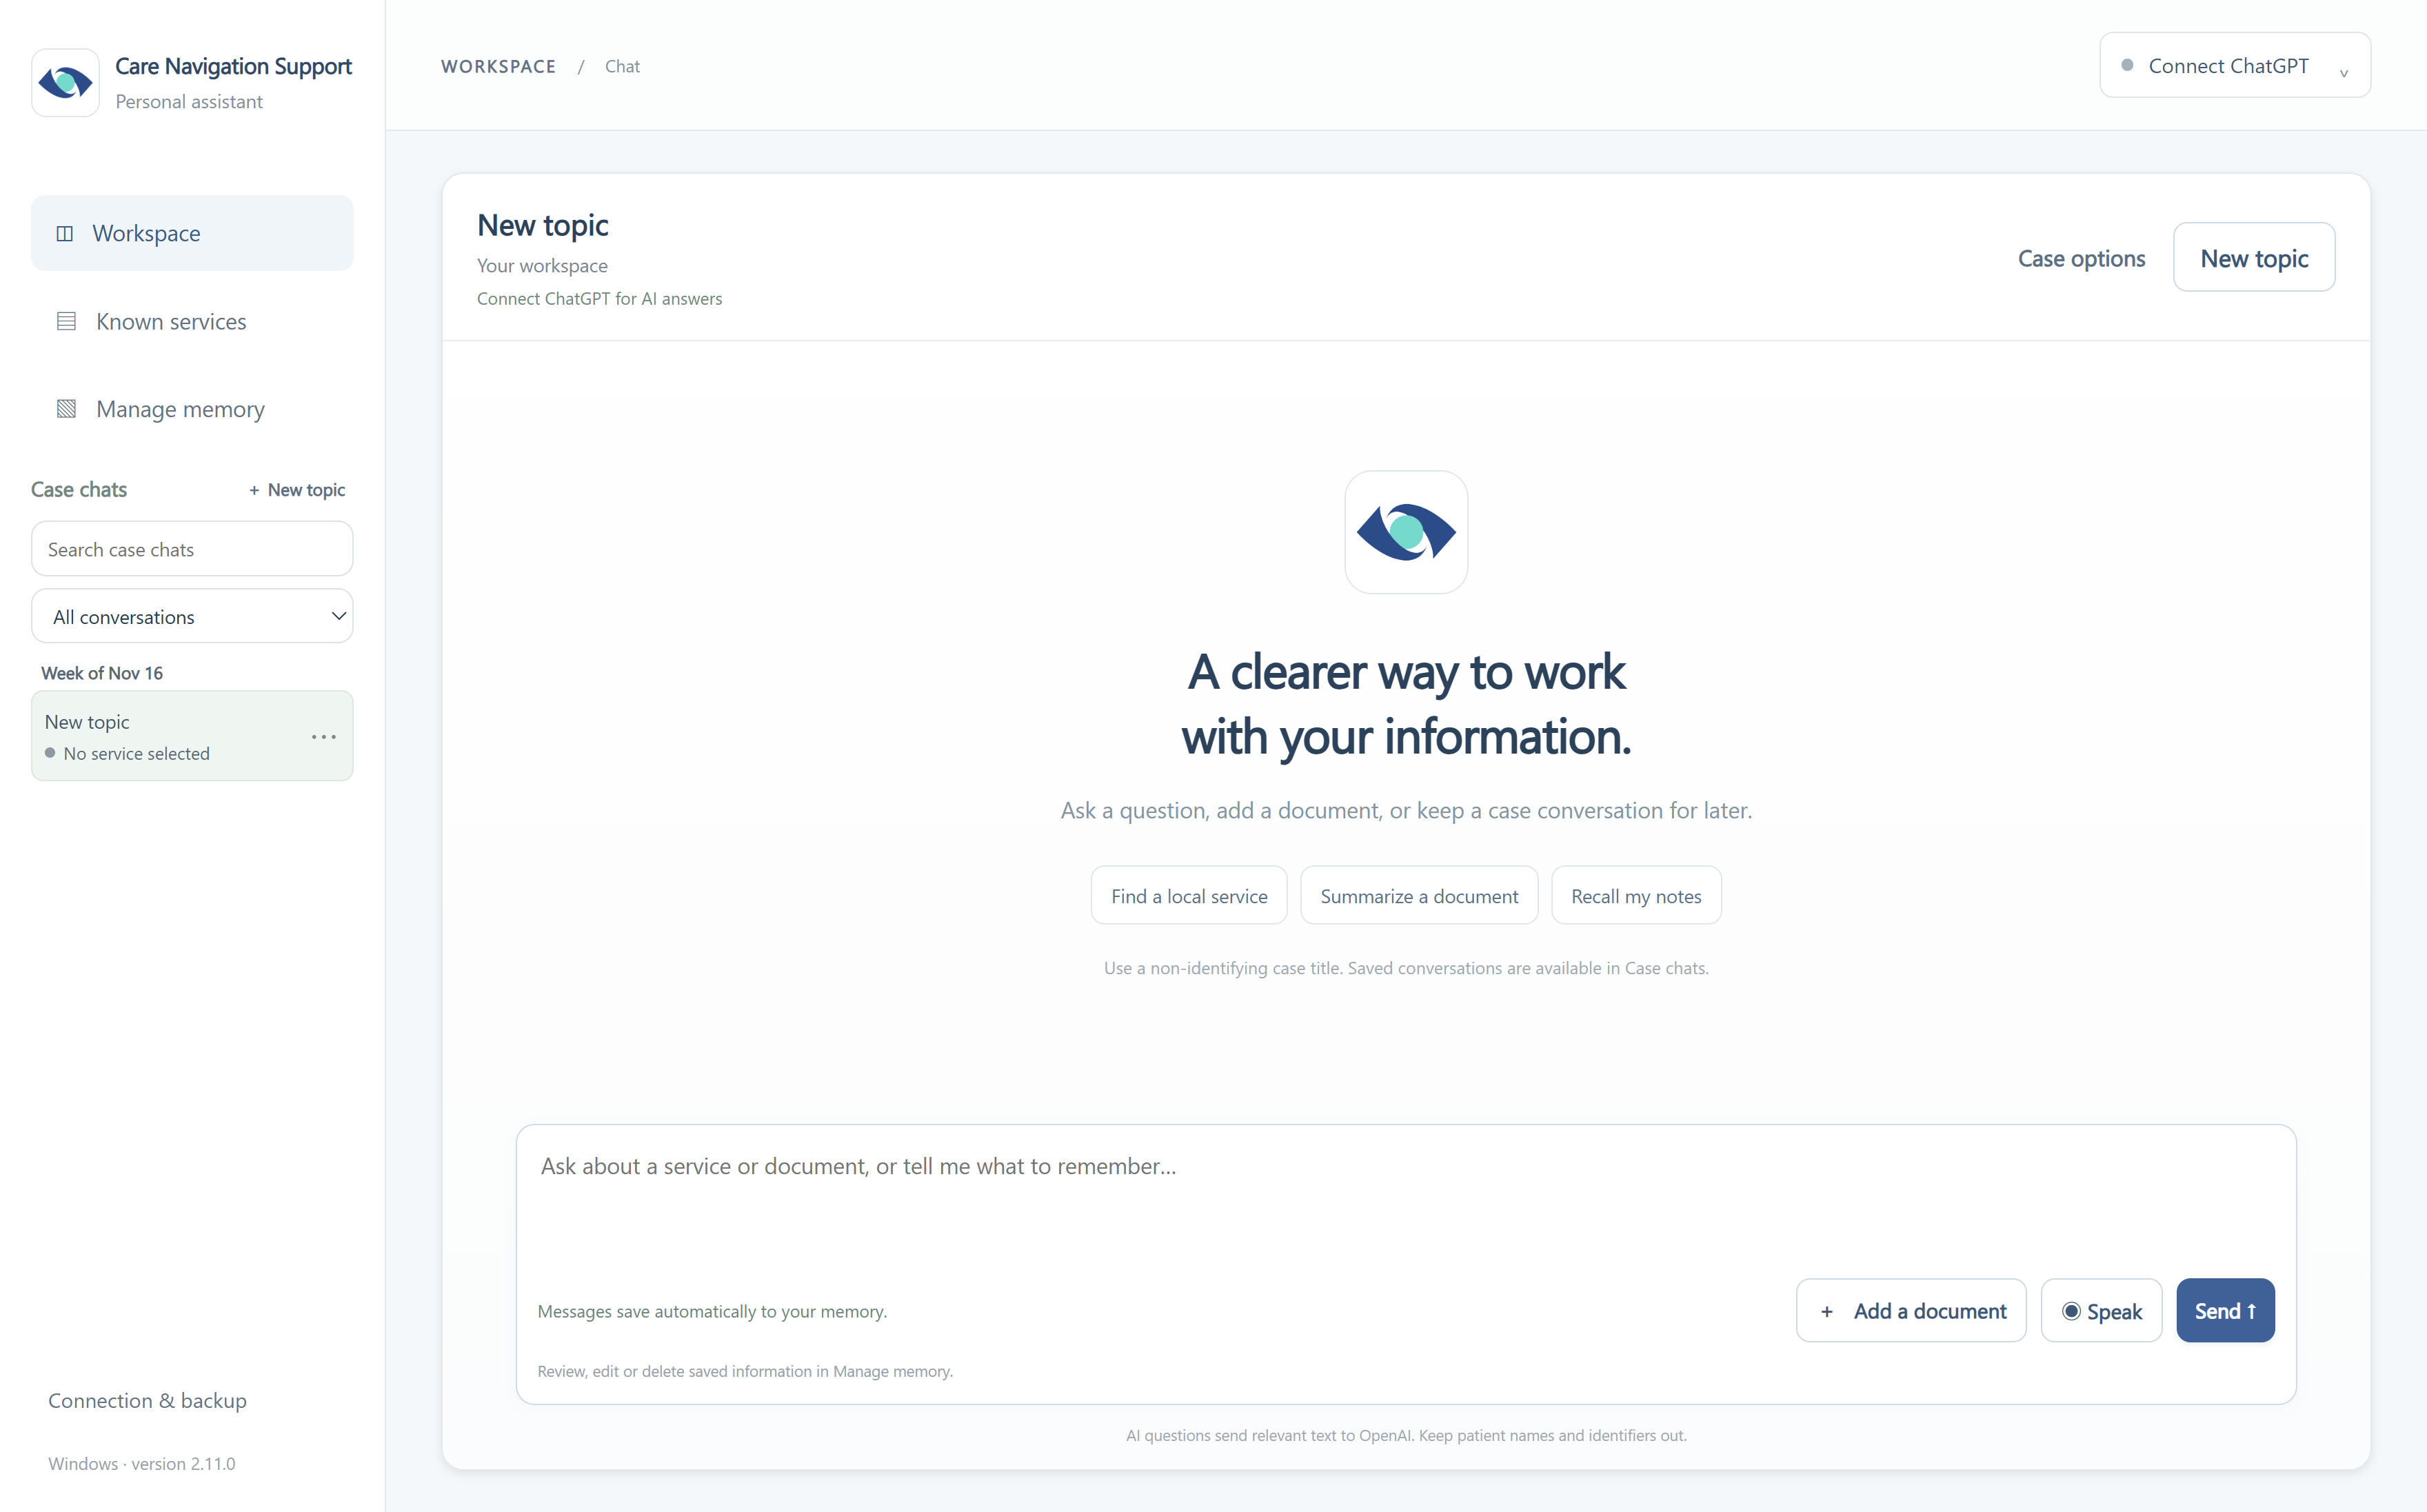 Care Navigation Support
Personal assistant
Workspace
Known services
Manage memory
Case chats
+ New topic
Search case chats
All conversations
Week of Nov 16
New topic
No service selected
...
Connection & backup
Windows · version 2.11.0
WORKSPACE / Chat
Connect ChatGPT
New topic
Your workspace
Connect ChatGPT for AI answers
Case options
New topic
A clearer way to work
with your information.
Ask a question, add a document, or keep a case conversation for later.
Find a local service
Summarize a document
Recall my notes
Use a non-identifying case title. Saved conversations are available in Case chats.
Ask about a service or document, or tell me what to remember...
Messages save automatically to your memory.
+ Add a document
Speak
Send ↑
Review, edit or delete saved information in Manage memory.
AI questions send relevant text to OpenAI. Keep patient names and identifiers out.